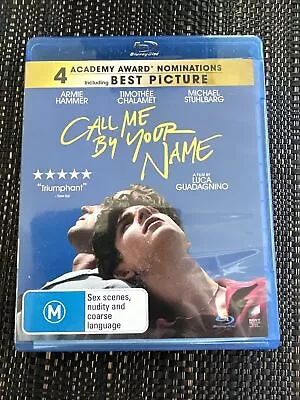 Blu-ray Disc
4 ACADEMY AWARD® NOMINATIONS
Including BEST PICTURE
ARMIE HAMMER
TIMOTHÉE CHALAMET
MICHAEL STUHLBARG
CALL ME
BY YOUR
NAME
★★★★★
"Triumphant"
A FILM BY
LUCA
GUADAGNINO
M
Sex scenes,
nudity and
coarse
language